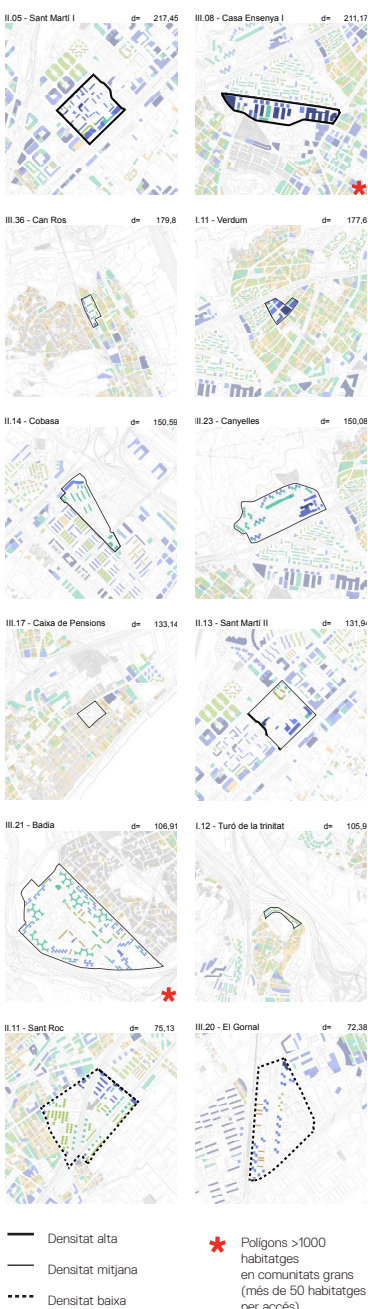 II.05 - Sant Martí I d= 217,45
III.08 - Casa Ensenya I d= 211,17
III.36 - Can Ros d= 179,8
I.11 - Verdum d= 177,6
II.14 - Cobasa d= 150,59
III.23 - Canyelles d= 150,08
III.17 - Caixa de Pensions d= 133,14
II.13 - Sant Martí II d= 131,94
III.21 - Badia d= 106,91
I.12 - Turó de la trinitat d= 105,9
II.11 - Sant Roc d= 75,13
III.20 - El Gornal d= 72,38
Densitat alta
Densitat mitjana
Densitat baixa
Polígons >1000
habitatges
en comunitats grans
(més de 50 habitatges
per accés)